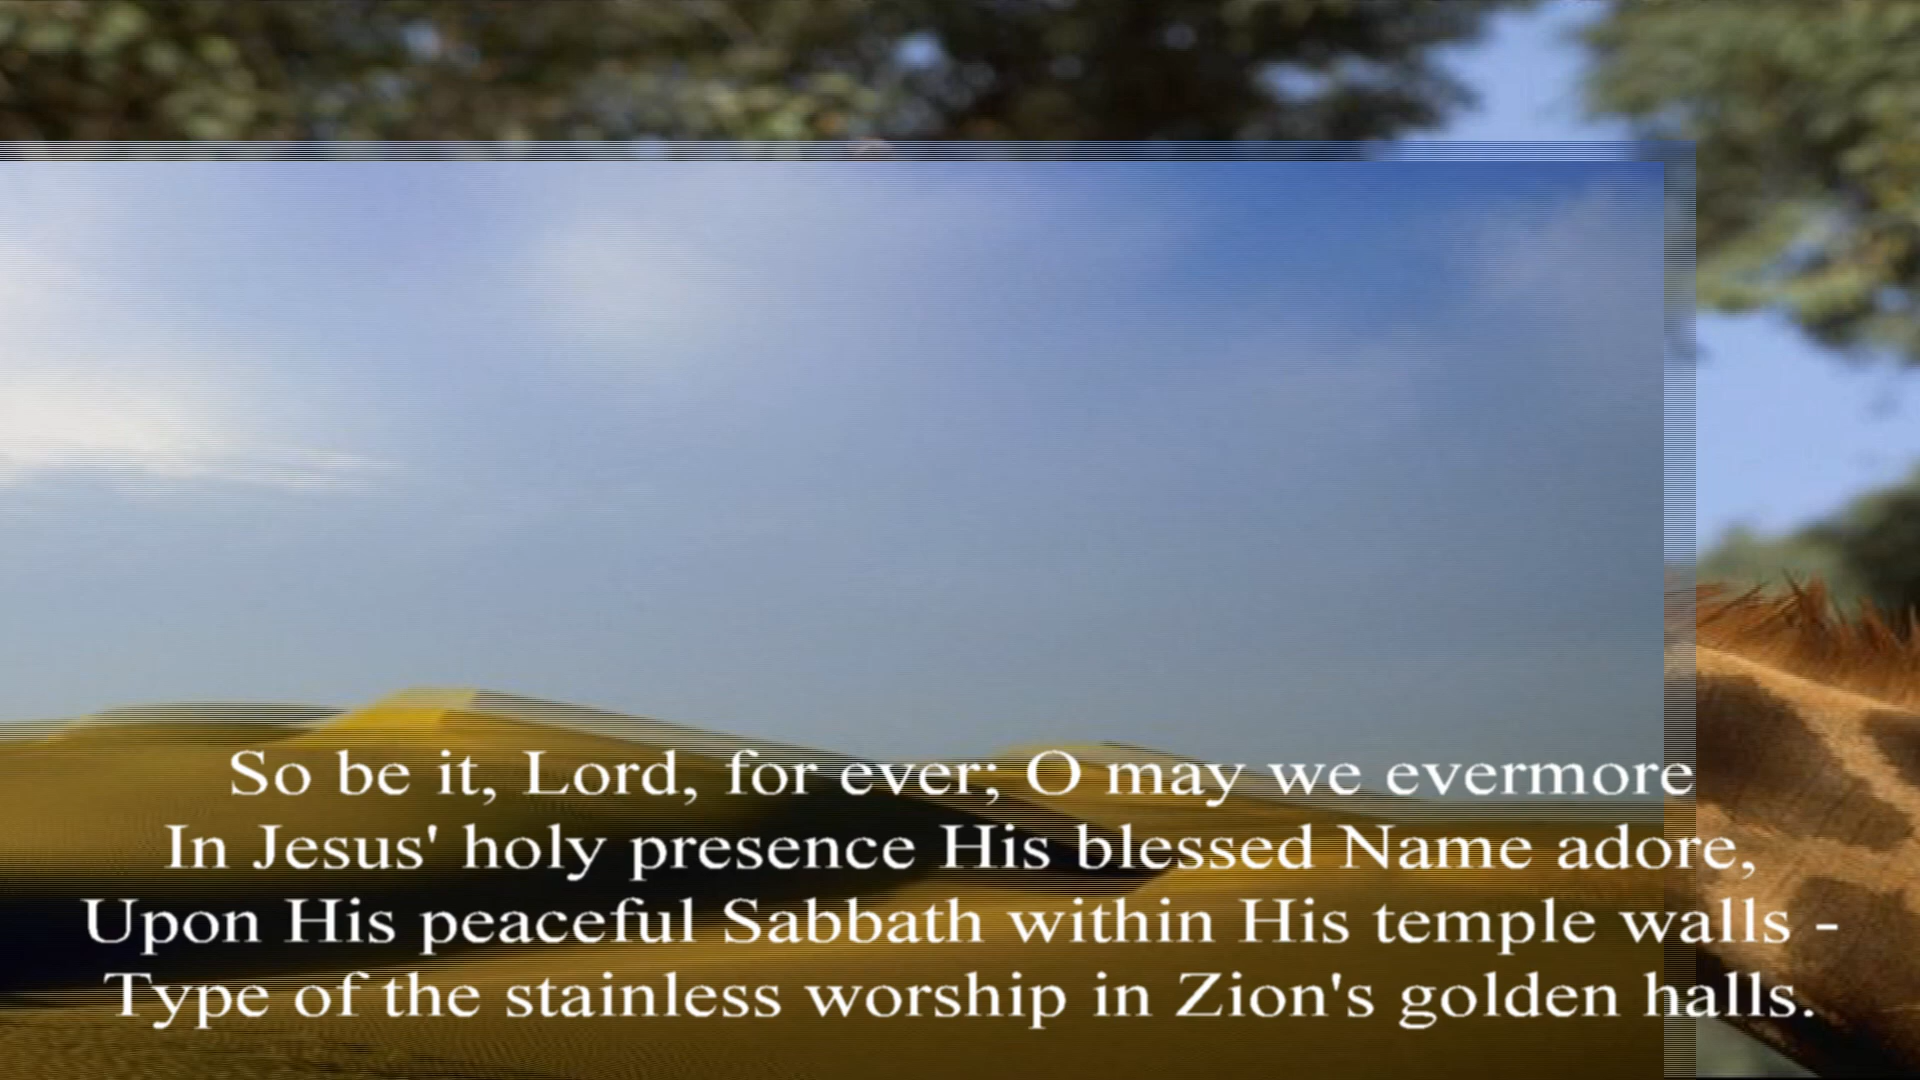 So be it, Lord, for ever; O may we evermore
In Jesus' holy presence His blessed Name adore,
Upon His peaceful Sabbath within His temple walls -
Type of the stainless worship in Zion's golden halls.